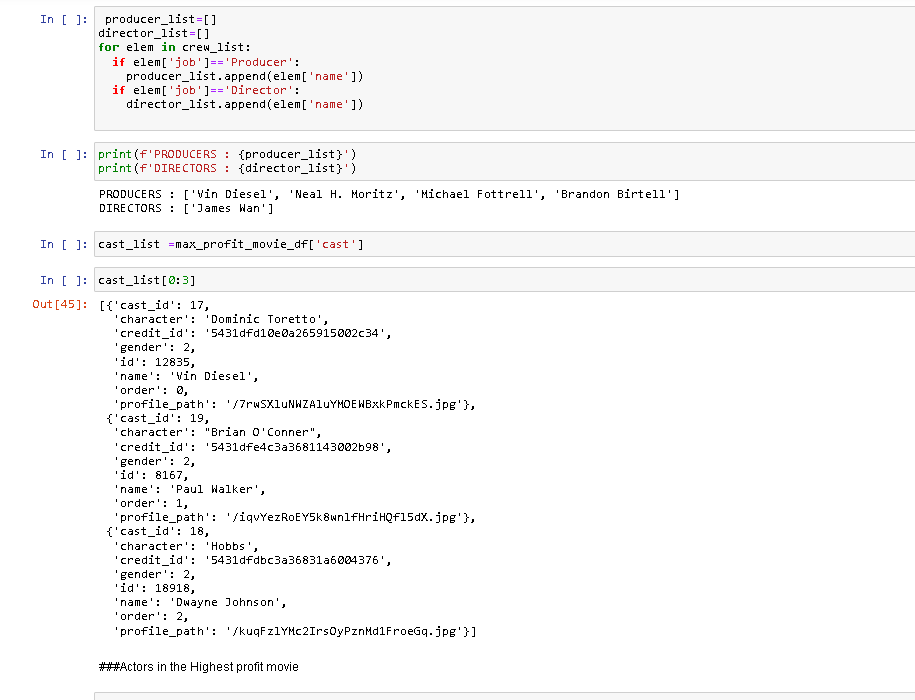 In [ ]: producer_list=[]
director_list=[]
for elem in crew_list:
if elem['job']=='Producer':
producer_list.append(elem['name'])
if elem['job']=='Director':
director_list.append(elem['name'])
In [ ]: print(f'PRODUCERS : {producer_list}')
print(f'DIRECTORS : {director_list}')
PRODUCERS : ['Vin Diesel', 'Neal H. Moritz', 'Michael Fottrell', 'Brandon Birtell']
DIRECTORS : ['James Wan']
In [ ]: cast_list =max_profit_movie_df['cast']
In [ ]: cast_list[0:3]
Out[45]: [{'cast_id': 17,
'character': 'Dominic Toretto',
'credit_id': '5431dfd10e0a265915002c34',
'gender': 2,
'id': 12835,
'name': 'Vin Diesel',
'order': 0,
'profile_path': '/7rwSXluNWZAluYMOEWBxkPmckES.jpg'},
{'cast_id': 19,
'character': "Brian O'Conner",
'credit_id': '5431dfe4c3a3681143002b98',
'gender': 2,
'id': 8167,
'name': 'Paul Walker',
'order': 1,
'profile_path': '/iqvYezRoEY5k8wnlfHriHQfl5dX.jpg'},
{'cast_id': 18,
'character': 'Hobbs',
'credit_id': '5431dfdbc3a36831a6004376',
'gender': 2,
'id': 18918,
'name': 'Dwayne Johnson',
'order': 2,
'profile_path': '/kuqFzlYMc2IrsOyPznMd1FroeGq.jpg'}]
###Actors in the Highest profit movie